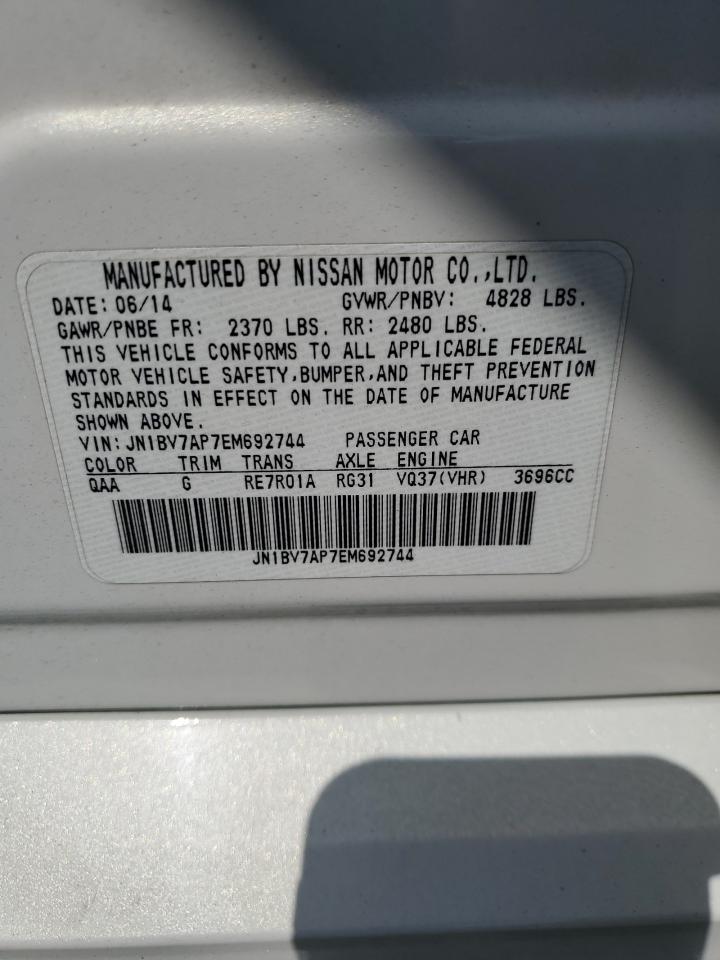 MANUFACTURED BY NISSAN MOTOR CO.,LTD.
DATE: 06/14 GVWR/PNBV: 4828 LBS.
GAWR/PNBE FR: 2370 LBS. RR: 2480 LBS.
THIS VEHICLE CONFORMS TO ALL APPLICABLE FEDERAL
MOTOR VEHICLE SAFETY,BUMPER,AND THEFT PREVENTION
STANDARDS IN EFFECT ON THE DATE OF MANUFACTURE
SHOWN ABOVE.
VIN:JN1BV7AP7EM692744 PASSENGER CAR
COLOR TRIM TRANS AXLE ENGINE
QAA G RE7R01A RG31 VQ37(VHR) 3696CC
JN1BV7AP7EM692744